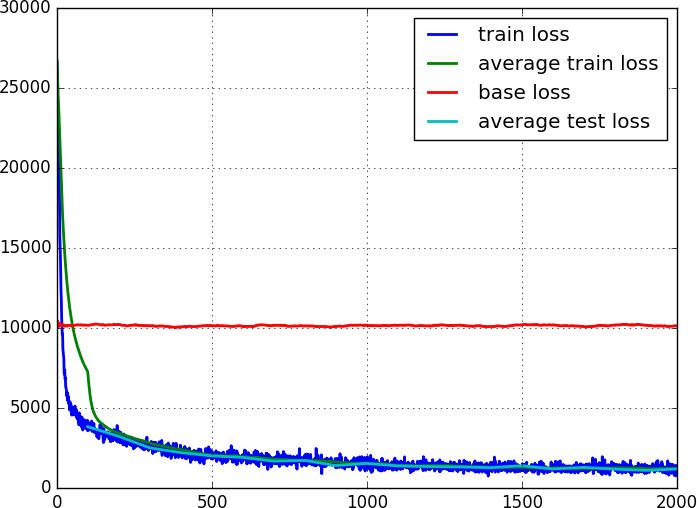 30000
25000
20000
15000
10000
5000
0
0 500 1000 1500 2000
train loss
average train loss
base loss
average test loss